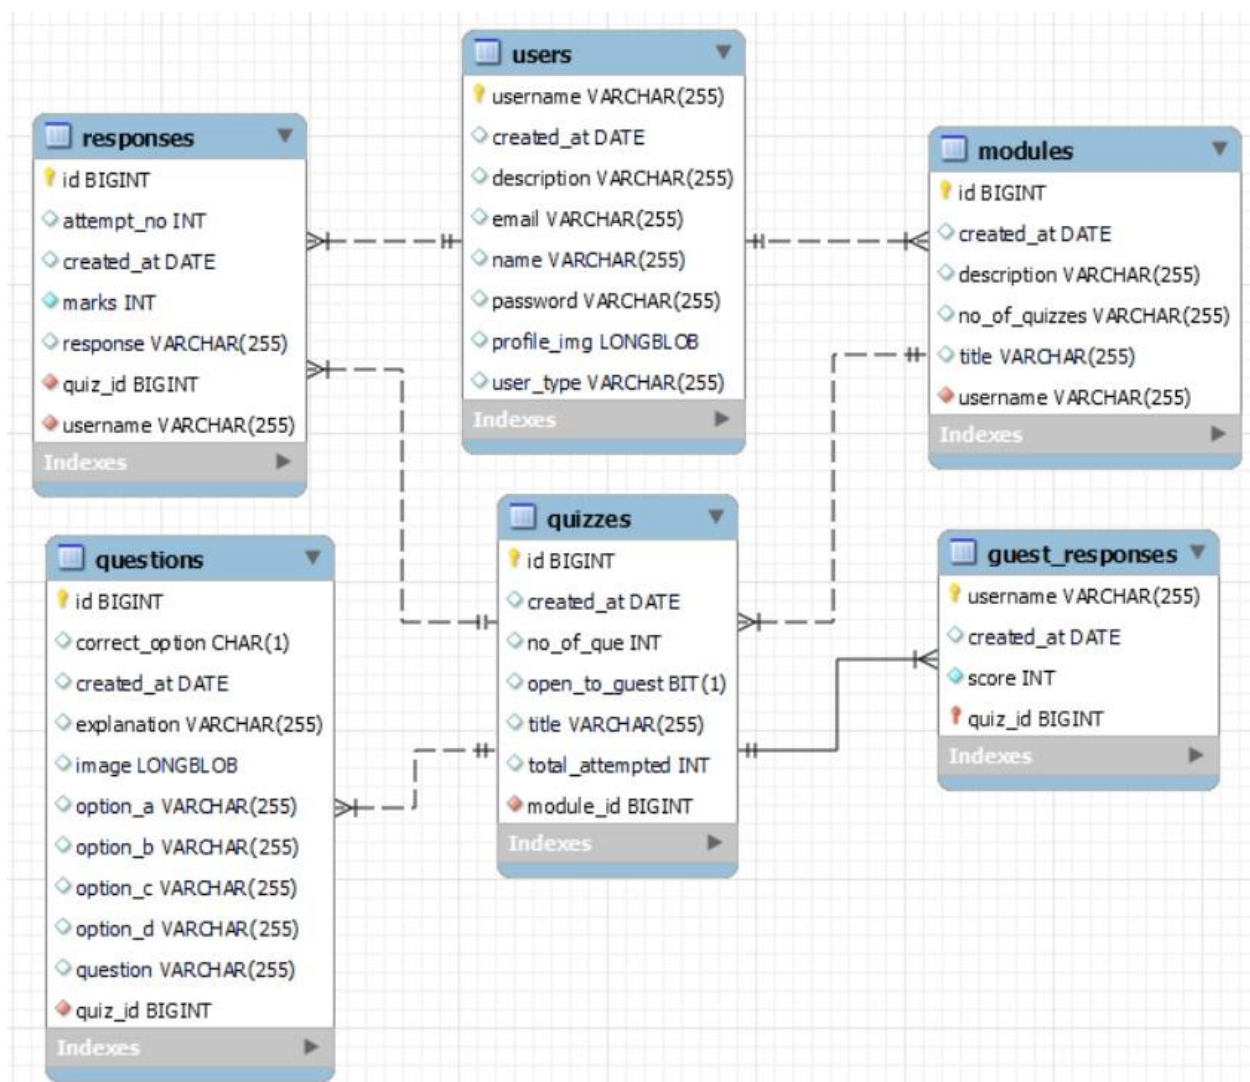 users
username VARCHAR(255)
created_at DATE
description VARCHAR(255)
email VARCHAR(255)
name VARCHAR(255)
password VARCHAR(255)
profile_img LONGBLOB
user_type VARCHAR(255)
Indexes
responses
id BIGINT
attempt_no INT
created_at DATE
marks INT
response VARCHAR(255)
quiz_id BIGINT
username VARCHAR(255)
Indexes
modules
id BIGINT
created_at DATE
description VARCHAR(255)
no_of_quizzes VARCHAR(255)
title VARCHAR(255)
username VARCHAR(255)
Indexes
questions
id BIGINT
correct_option CHAR(1)
created_at DATE
explanation VARCHAR(255)
image LONGBLOB
option_a VARCHAR(255)
option_b VARCHAR(255)
option_c VARCHAR(255)
option_d VARCHAR(255)
question VARCHAR(255)
quiz_id BIGINT
Indexes
quizzes
id BIGINT
created_at DATE
no_of_que INT
open_to_guest BIT(1)
title VARCHAR(255)
total_attempted INT
module_id BIGINT
Indexes
guest_responses
username VARCHAR(255)
created_at DATE
score INT
quiz_id BIGINT
Indexes